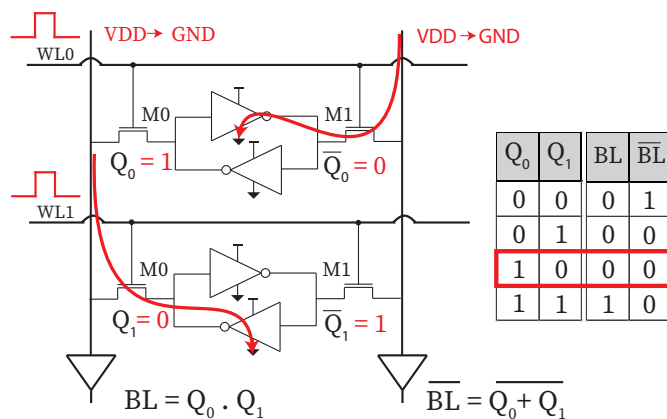 VDD→ GND
VDD→GND
WL0
M0
M1
Q₀ = 1
Q̅₀ = 0
WL1
M0
M1
Q₁ = 0
Q̅₁ = 1
BL = Q₀ . Q₁
B̅L̅ = Q̅₀̅ ̅+̅ ̅Q̅₁̅
Q₀ Q₁ BL B̅L̅
0 0 0 1
0 1 0 0
1 0 0 0
1 1 1 0